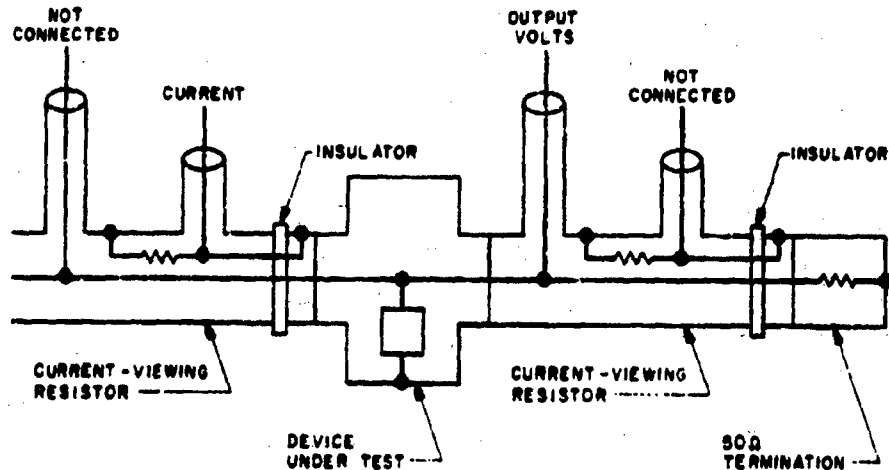 NOT
CONNECTED
CURRENT
INSULATOR
OUTPUT
VOLTS
NOT
CONNECTED
INSULATOR
CURRENT-VIEWING
RESISTOR
DEVICE
UNDER TEST
CURRENT-VIEWING
RESISTOR
50Ω
TERMINATION